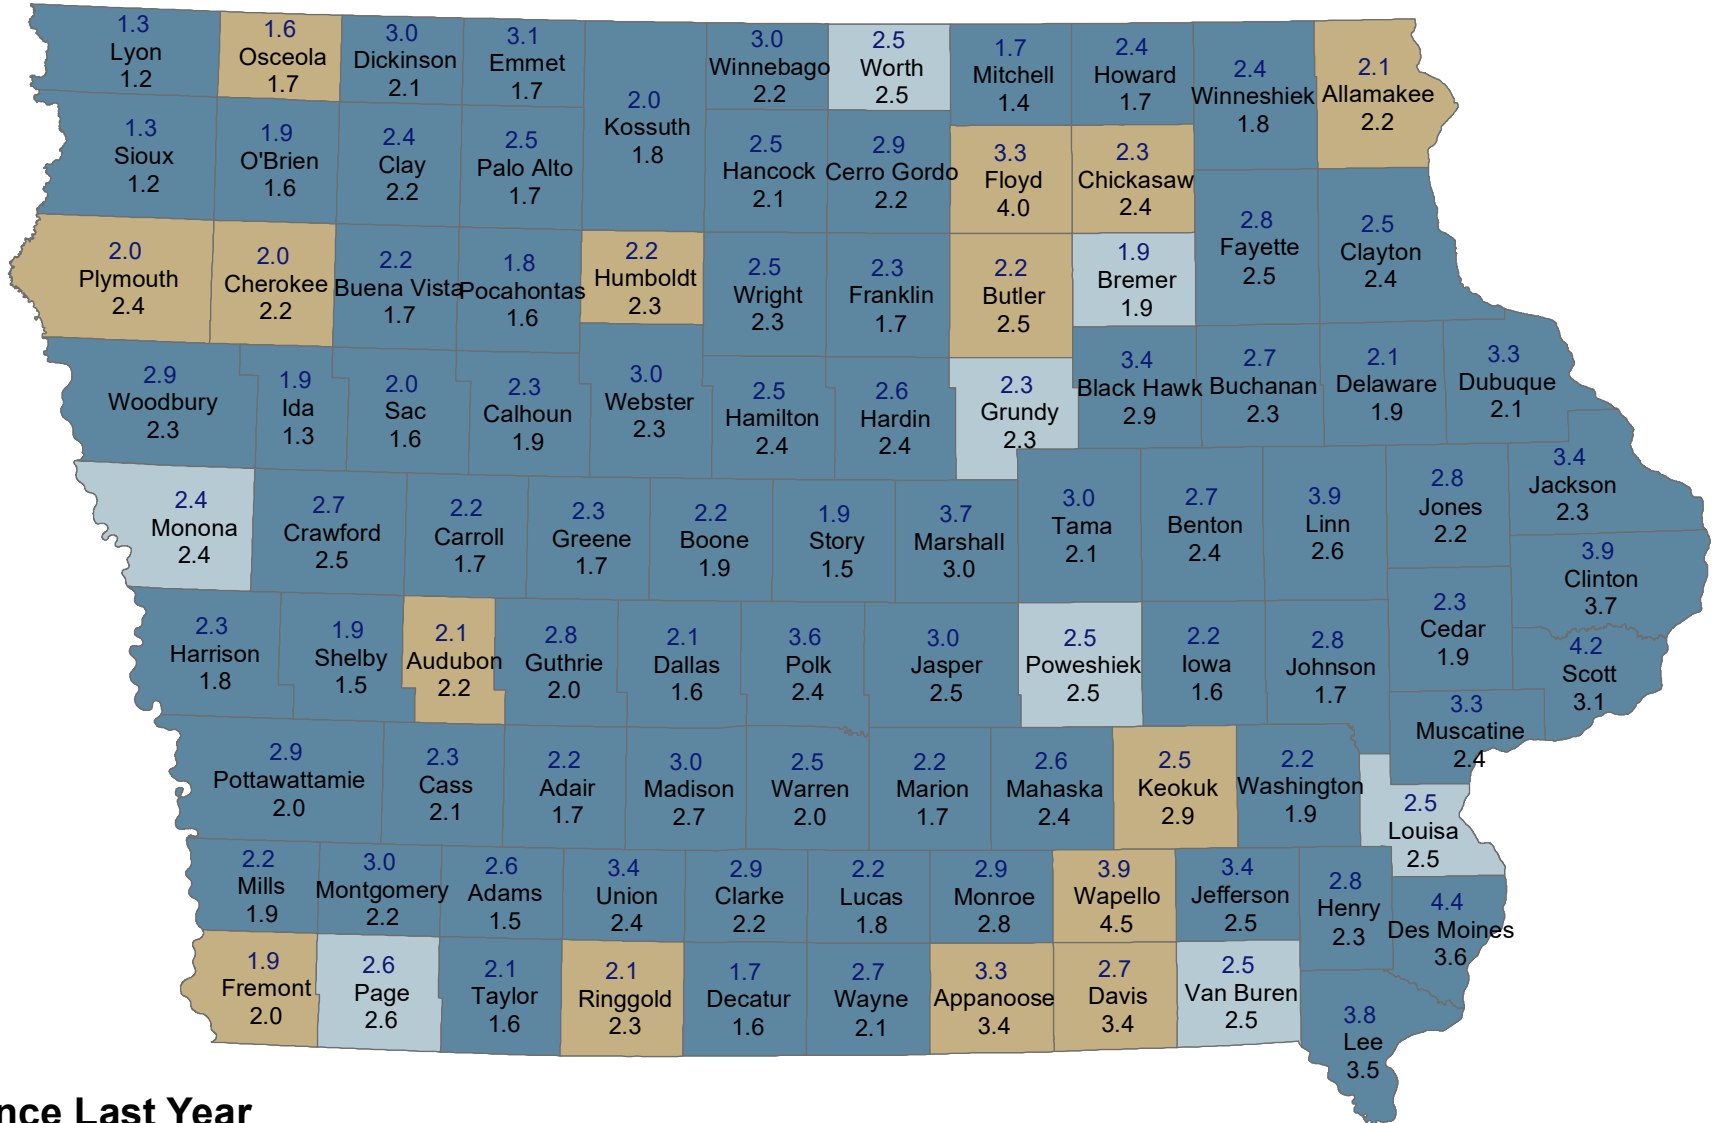 1.3
Lyon
1.2
1.6
Osceola
1.7
3.0
Dickinson
2.1
3.1
Emmet
1.7
2.0
Kossuth
1.8
3.0
Winnebago
2.2
2.5
Worth
2.5
1.7
Mitchell
1.4
2.4
Howard
1.7
2.4
Winneshiek
1.8
2.1
Allamakee
2.2
1.3
Sioux
1.2
1.9
O'Brien
1.6
2.4
Clay
2.2
2.5
Palo Alto
1.7
2.5
Hancock
2.1
2.9
Cerro Gordo
2.2
3.3
Floyd
4.0
2.3
Chickasaw
2.4
2.8
Fayette
2.5
2.5
Clayton
2.4
2.0
Plymouth
2.4
2.0
Cherokee
2.2
2.2
Buena Vista
1.7
1.8
Pocahontas
1.6
2.2
Humboldt
2.3
2.5
Wright
2.3
2.3
Franklin
1.7
2.2
Butler
2.5
1.9
Bremer
1.9
2.9
Woodbury
2.3
1.9
Ida
1.3
2.0
Sac
1.6
2.3
Calhoun
1.9
3.0
Webster
2.3
2.5
Hamilton
2.4
2.6
Hardin
2.4
2.3
Grundy
2.3
3.4
Black Hawk
2.9
2.7
Buchanan
2.3
2.1
Delaware
1.9
3.3
Dubuque
2.1
2.4
Monona
2.4
2.7
Crawford
2.5
2.2
Carroll
1.7
2.3
Greene
1.7
2.2
Boone
1.9
1.9
Story
1.5
3.7
Marshall
3.0
3.0
Tama
2.1
2.7
Benton
2.4
3.9
Linn
2.6
2.8
Jones
2.2
3.4
Jackson
2.3
3.9
Clinton
3.7
2.3
Harrison
1.8
1.9
Shelby
1.5
2.1
Audubon
2.2
2.8
Guthrie
2.0
2.1
Dallas
1.6
3.6
Polk
2.4
3.0
Jasper
2.5
2.5
Poweshiek
2.5
2.2
Iowa
1.6
2.8
Johnson
1.7
2.3
Cedar
1.9
4.2
Scott
3.1
3.3
Muscatine
2.4
2.9
Pottawattamie
2.0
2.3
Cass
2.1
2.2
Adair
1.7
3.0
Madison
2.7
2.5
Warren
2.0
2.2
Marion
1.7
2.6
Mahaska
2.4
2.5
Keokuk
2.9
2.2
Washington
1.9
2.5
Louisa
2.5
2.2
Mills
1.9
3.0
Montgomery
2.2
2.6
Adams
1.5
3.4
Union
2.4
2.9
Clarke
2.2
2.2
Lucas
1.8
2.9
Monroe
2.8
3.9
Wapello
4.5
3.4
Jefferson
2.5
2.8
Henry
2.3
4.4
Des Moines
3.6
1.9
Fremont
2.0
2.6
Page
2.6
2.1
Taylor
1.6
2.1
Ringgold
2.3
1.7
Decatur
1.6
2.7
Wayne
2.1
3.3
Appanoose
3.4
2.7
Davis
3.4
2.5
Van Buren
2.5
3.8
Lee
3.5
nce Last Year